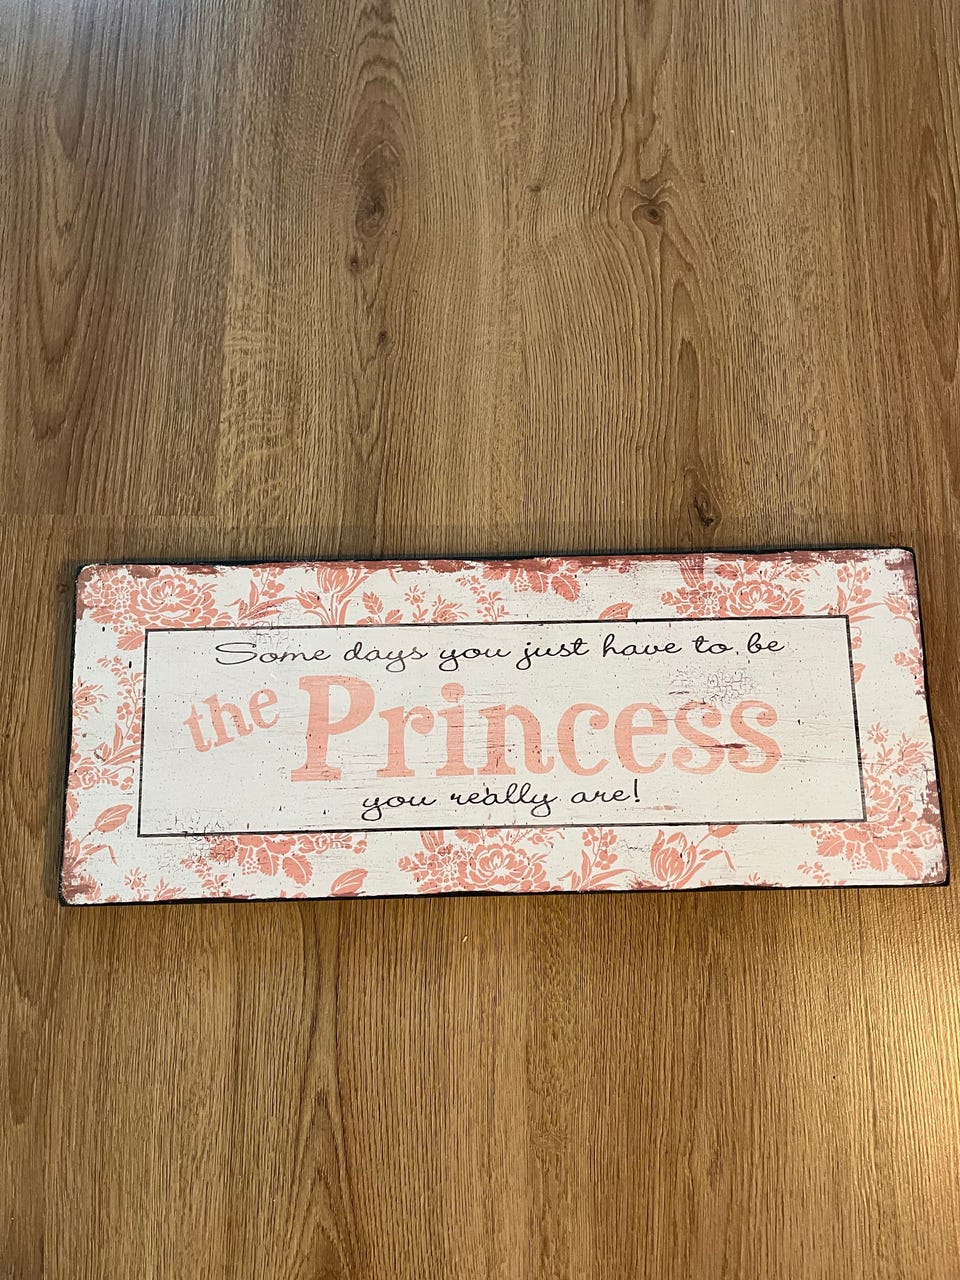 Some days you just have to be
the Princess
you really are!